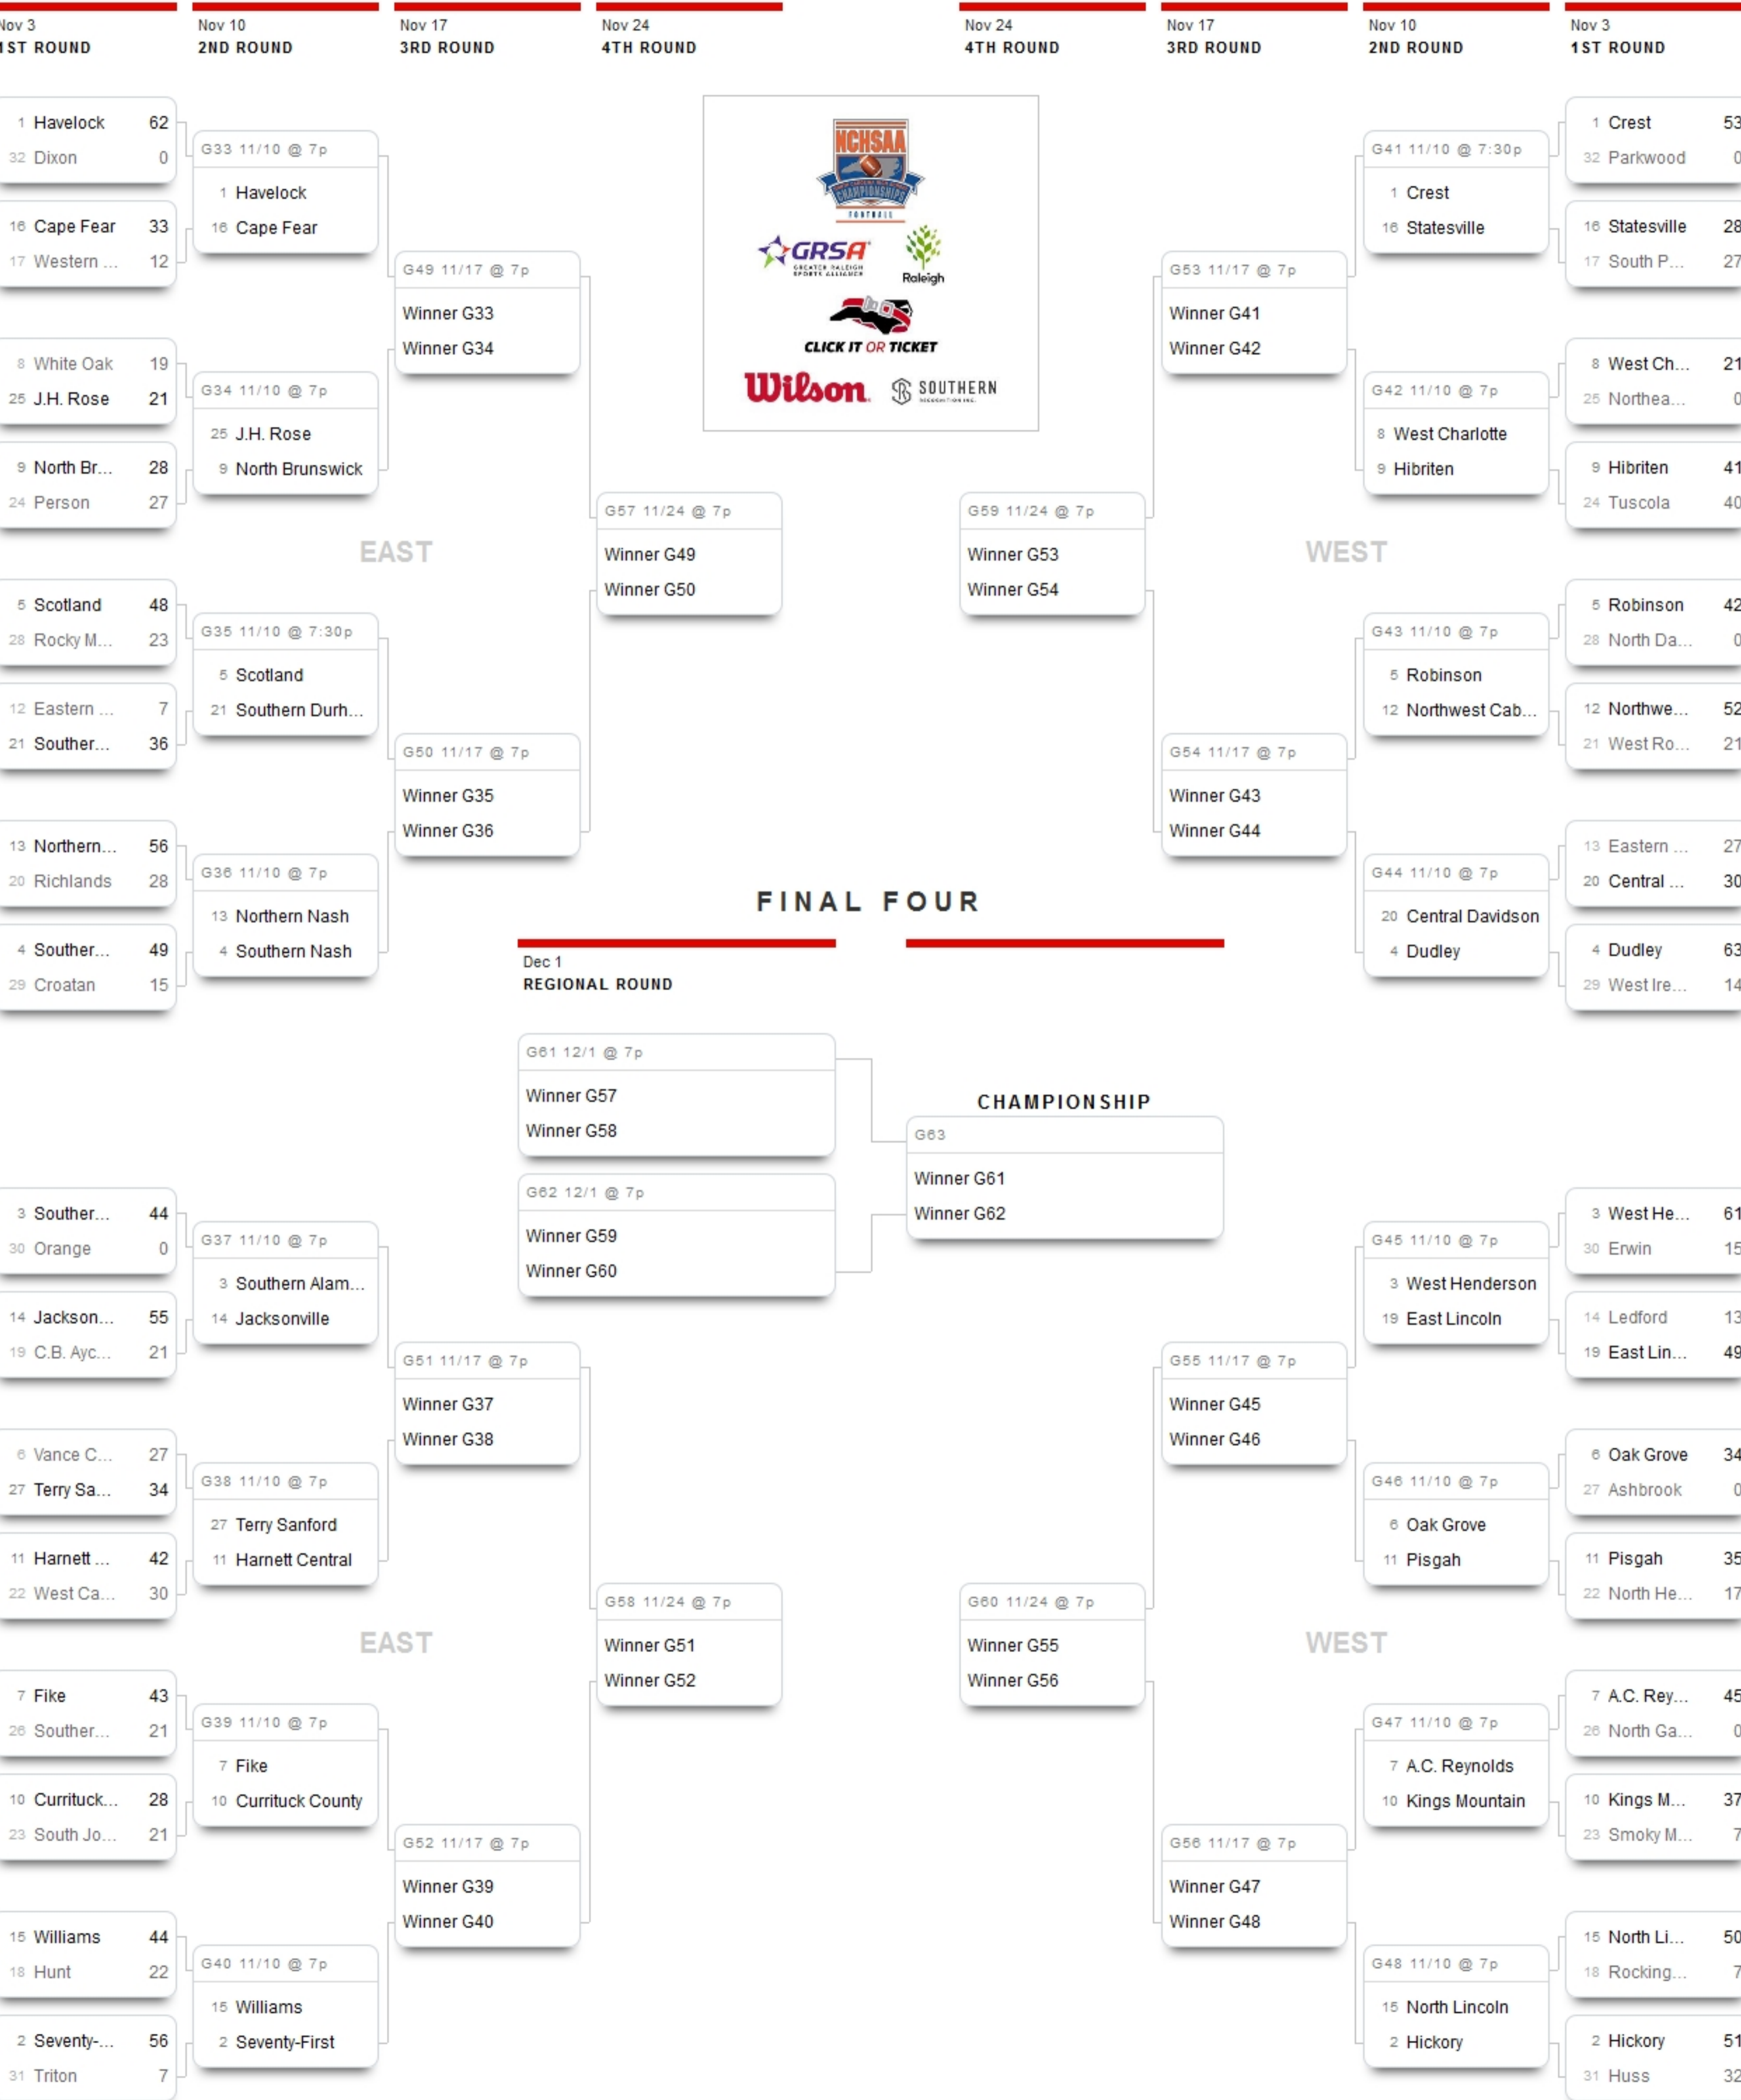 Nov 3
1ST ROUND
Nov 10
2ND ROUND
Nov 17
3RD ROUND
Nov 24
4TH ROUND
Nov 24
4TH ROUND
Nov 17
3RD ROUND
Nov 10
2ND ROUND
Nov 3
1ST ROUND
1 Havelock 62
32 Dixon 0
16 Cape Fear 33
17 Western ... 12
8 White Oak 19
25 J.H. Rose 21
9 North Br... 28
24 Person 27
5 Scotland 48
28 Rocky M... 23
12 Eastern ... 7
21 Souther... 36
13 Northern... 56
20 Richlands 28
4 Souther... 49
29 Croatan 15
G33 11/10 @ 7p
1 Havelock
16 Cape Fear
G34 11/10 @ 7p
25 J.H. Rose
9 North Brunswick
G35 11/10 @ 7:30p
5 Scotland
21 Southern Durh...
G36 11/10 @ 7p
13 Northern Nash
4 Southern Nash
G49 11/17 @ 7p
Winner G33
Winner G34
EAST
G50 11/17 @ 7p
Winner G35
Winner G36
G57 11/24 @ 7p
Winner G49
Winner G50
NCHSAA
CHAMPIONSHIPS
FOOTBALL
GRSA
GREATER RALEIGH
SPORTS ALLIANCE
Raleigh
CLICK IT OR TICKET
Wilson
SOUTHERN
RECOGNITION INC.
G59 11/24 @ 7p
Winner G53
Winner G54
G53 11/17 @ 7p
Winner G41
Winner G42
WEST
G54 11/17 @ 7p
Winner G43
Winner G44
G41 11/10 @ 7:30p
1 Crest
16 Statesville
G42 11/10 @ 7p
8 West Charlotte
9 Hibriten
G43 11/10 @ 7p
5 Robinson
12 Northwest Cab...
G44 11/10 @ 7p
20 Central Davidson
4 Dudley
1 Crest 53
32 Parkwood 0
16 Statesville 28
17 South P... 27
8 West Ch... 21
25 Northea... 0
9 Hibriten 41
24 Tuscola 40
5 Robinson 42
28 North Da... 0
12 Northwe... 52
21 West Ro... 21
13 Eastern ... 27
20 Central ... 30
4 Dudley 63
29 West Ire... 14
FINAL FOUR
Dec 1
REGIONAL ROUND
G61 12/1 @ 7p
Winner G57
Winner G58
G62 12/1 @ 7p
Winner G59
Winner G60
CHAMPIONSHIP
G63
Winner G61
Winner G62
3 Souther... 44
30 Orange 0
14 Jackson... 55
19 C.B. Ayc... 21
6 Vance C... 27
27 Terry Sa... 34
11 Harnett ... 42
22 West Ca... 30
7 Fike 43
26 Souther... 21
10 Currituck... 28
23 South Jo... 21
15 Williams 44
18 Hunt 22
2 Seventy-... 56
31 Triton 7
G37 11/10 @ 7p
3 Southern Alam...
14 Jacksonville
G38 11/10 @ 7p
27 Terry Sanford
11 Harnett Central
G39 11/10 @ 7p
7 Fike
10 Currituck County
G40 11/10 @ 7p
15 Williams
2 Seventy-First
G51 11/17 @ 7p
Winner G37
Winner G38
EAST
G52 11/17 @ 7p
Winner G39
Winner G40
G58 11/24 @ 7p
Winner G51
Winner G52
G60 11/24 @ 7p
Winner G55
Winner G56
G55 11/17 @ 7p
Winner G45
Winner G46
WEST
G56 11/17 @ 7p
Winner G47
Winner G48
G45 11/10 @ 7p
3 West Henderson
19 East Lincoln
G46 11/10 @ 7p
6 Oak Grove
11 Pisgah
G47 11/10 @ 7p
7 A.C. Reynolds
10 Kings Mountain
G48 11/10 @ 7p
15 North Lincoln
2 Hickory
3 West He... 61
30 Erwin 15
14 Ledford 13
19 East Lin... 49
6 Oak Grove 34
27 Ashbrook 0
11 Pisgah 35
22 North He... 17
7 A.C. Rey... 45
26 North Ga... 0
10 Kings M... 37
23 Smoky M... 7
15 North Li... 50
18 Rocking... 7
2 Hickory 51
31 Huss 32